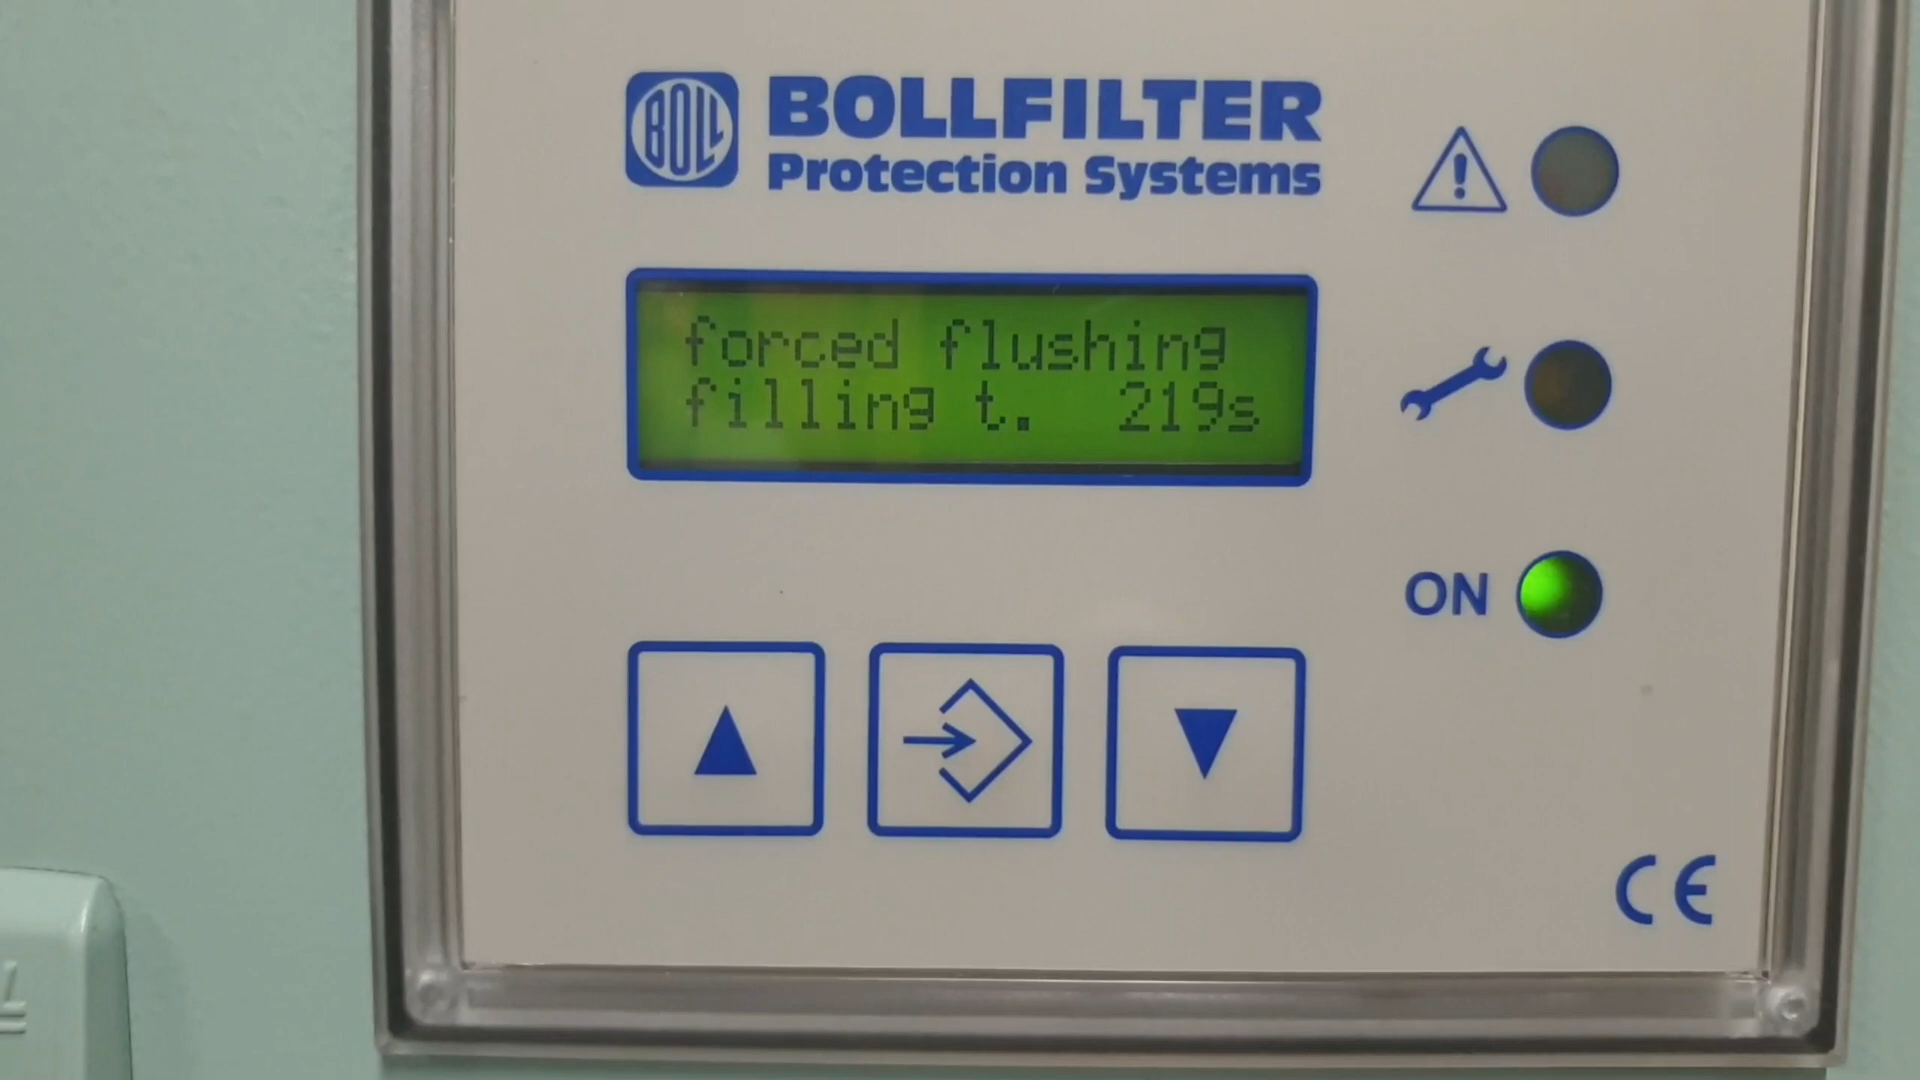 BOLL
BOLLFILTER
Protection Systems
forced flushing
filling t. 219s
ON
CE